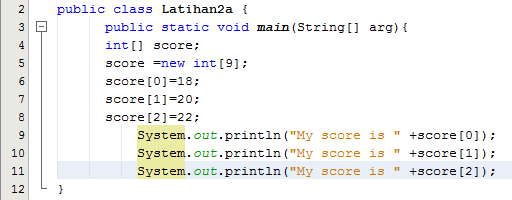 2 public class Latihan2a {
3 public static void main(String[] arg){
4 int[] score;
5 score =new int[9];
6 score[0]=18;
7 score[1]=20;
8 score[2]=22;
9 System.out.println("My score is " +score[0]);
10 System.out.println("My score is " +score[1]);
11 System.out.println("My score is " +score[2]);
12 }